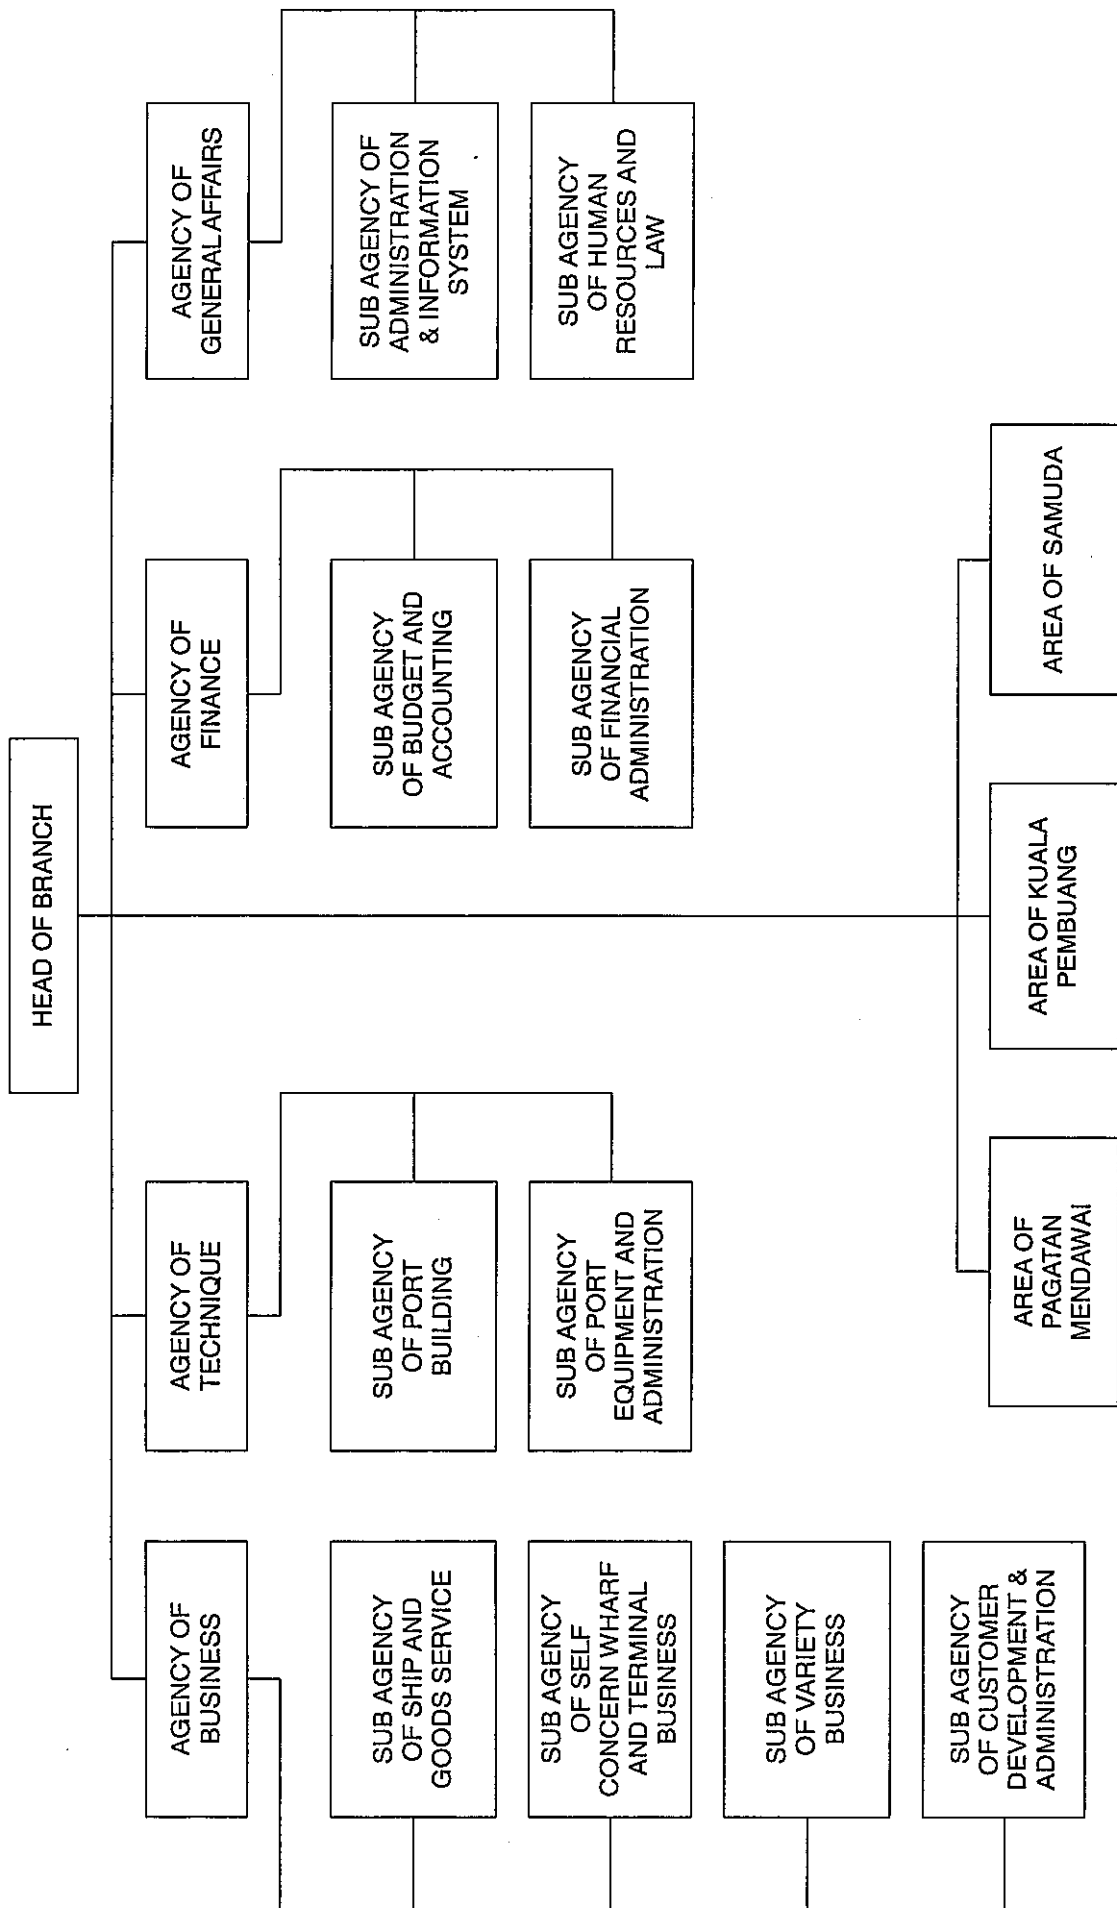 HEAD OF BRANCH
AGENCY OF
BUSINESS
AGENCY OF
TECHNIQUE
AGENCY OF
FINANCE
AGENCY OF
GENERAL AFFAIRS
SUB AGENCY
OF SHIP AND
GOODS SERVICE
SUB AGENCY
OF PORT
BUILDING
SUB AGENCY
OF BUDGET AND
ACCOUNTING
SUB AGENCY OF
ADMINISTRATION
& INFORMATION
SYSTEM
SUB AGENCY
OF SELF
CONCERN WHARF
AND TERMINAL
BUSINESS
SUB AGENCY
OF PORT
EQUIPMENT AND
ADMINISTRATION
SUB AGENCY
OF FINANCIAL
ADMINISTRATION
SUB AGENCY
OF HUMAN
RESOURCES AND
LAW
SUB AGENCY
OF VARIETY
BUSINESS
SUB AGENCY
OF CUSTOMER
DEVELOPMENT &
ADMINISTRATION
AREA OF
PAGATAN
MENDAWAI
AREA OF KUALA
PEMBUANG
AREA OF SAMUDA